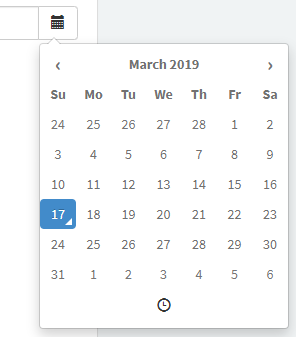 ‹ March 2019 ›
Su Mo Tu We Th Fr Sa
24 25 26 27 28 1 2
3 4 5 6 7 8 9
10 11 12 13 14 15 16
17 18 19 20 21 22 23
24 25 26 27 28 29 30
31 1 2 3 4 5 6